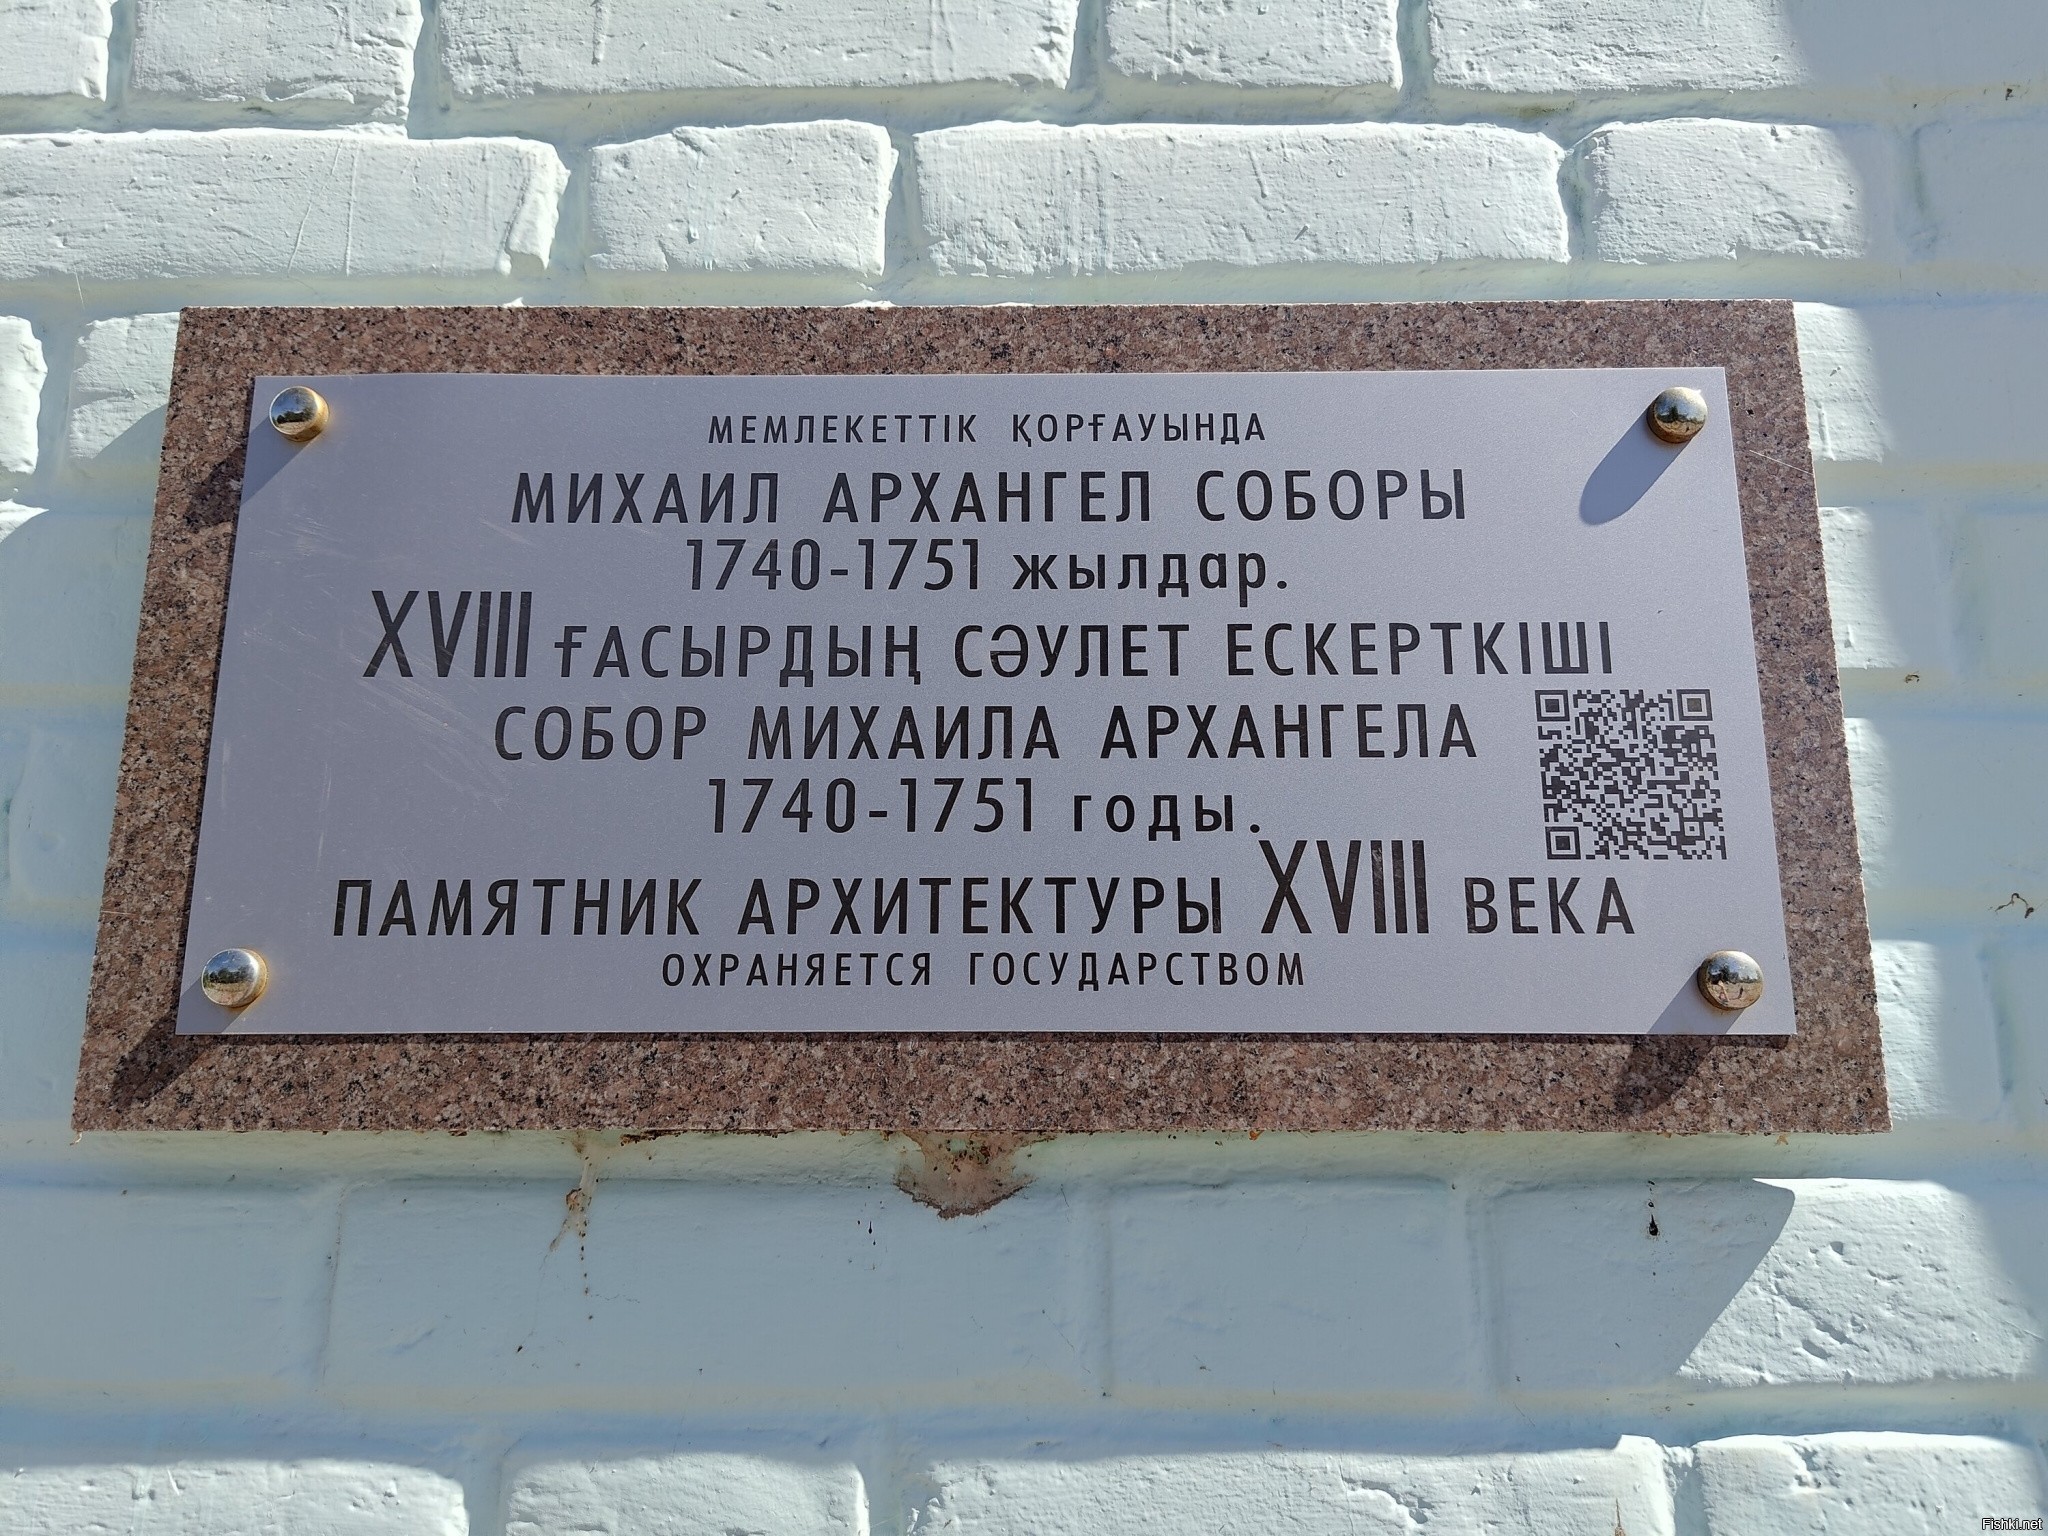 МЕМЛЕКЕТТІК ҚОРҒАУЫНДА
МИХАИЛ АРХАНГЕЛ СОБОРЫ
1740-1751 жылдар.
XVIII ҒАСЫРДЫҢ СӘУЛЕТ ЕСКЕРТКІШІ
СОБОР МИХАИЛА АРХАНГЕЛА
1740-1751 годы.
ПАМЯТНИК АРХИТЕКТУРЫ XVIII ВЕКА
ОХРАНЯЕТСЯ ГОСУДАРСТВОМ
Fishki.net